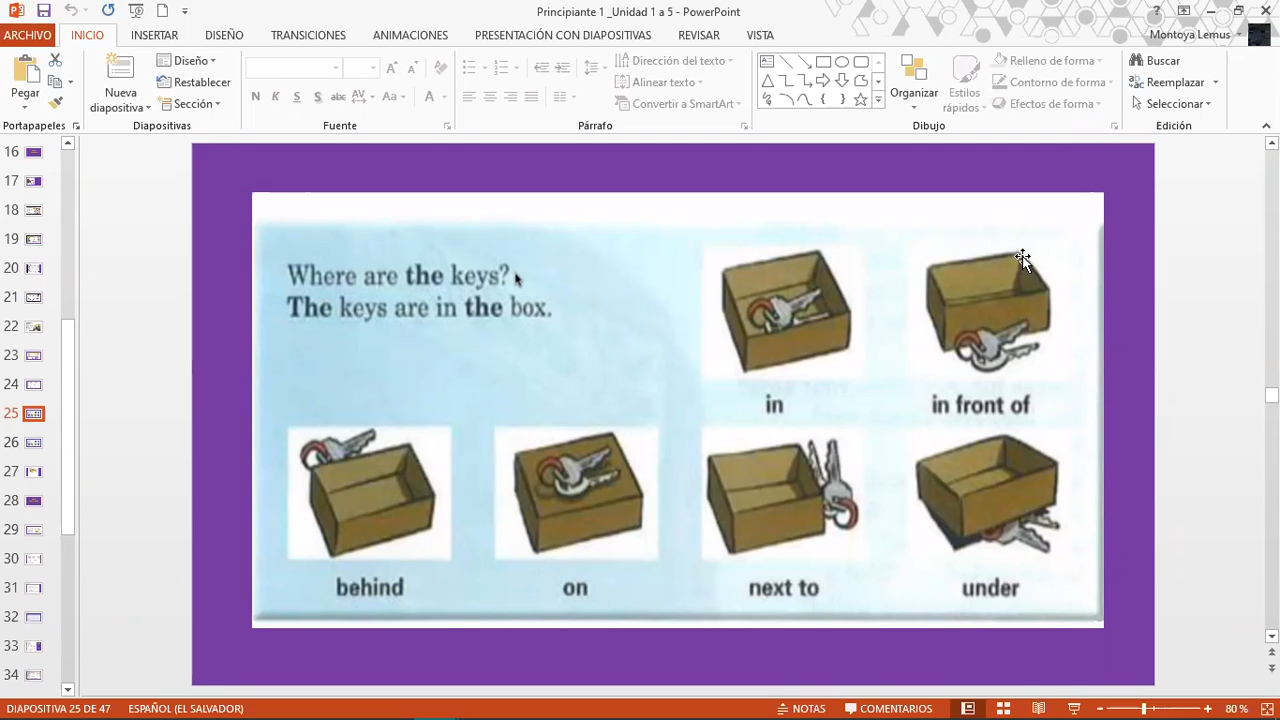 Principiante 1 _Unidad 1 a 5 - PowerPoint
ARCHIVO INICIO INSERTAR DISEÑO TRANSICIONES ANIMACIONES PRESENTACIÓN CON DIAPOSITIVAS REVISAR VISTA Montoya Lemus
Pegar
Nueva diapositiva
Diseño
Restablecer
Sección
N K S S abc AV Aa A
Dirección del texto
Alinear texto
Convertir a SmartArt
Organizar
Estilos rápidos
Relleno de forma
Contorno de forma
Efectos de forma
Buscar
Reemplazar
Seleccionar
Portapapeles Diapositivas Fuente Párrafo Dibujo Edición
16
17
18
19
20
21
22
23
24
25
26
27
28
29
30
31
32
33
34
Where are the keys?
The keys are in the box.
in
in front of
behind
on
next to
under
DIAPOSITIVA 25 DE 47 ESPAÑOL (EL SALVADOR) NOTAS COMENTARIOS 80 %